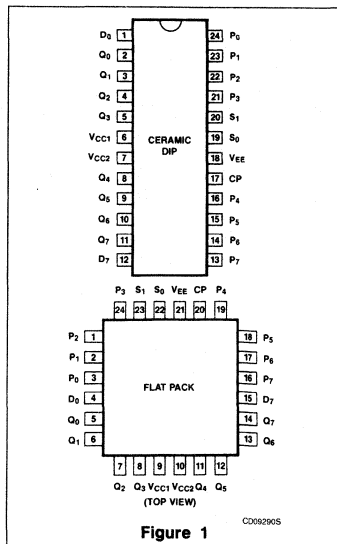 D0 1 24 P0
Q0 2 23 P1
Q1 3 22 P2
Q2 4 21 P3
Q3 5 20 S1
VCC1 6 19 S0
CERAMIC
DIP
VCC2 7 18 VEE
Q4 8 17 CP
Q5 9 16 P4
Q6 10 15 P5
Q7 11 14 P6
D7 12 13 P7
P3 S1 S0 VEE CP P4
24 23 22 21 20 19
P2 1 18 P5
P1 2 17 P6
P0 3 16 P7
FLAT PACK
D0 4 15 D7
Q0 5 14 Q7
Q1 6 13 Q6
7 8 9 10 11 12
Q2 Q3 VCC1 VCC2 Q4 Q5
(TOP VIEW)
CD09290S
Figure 1